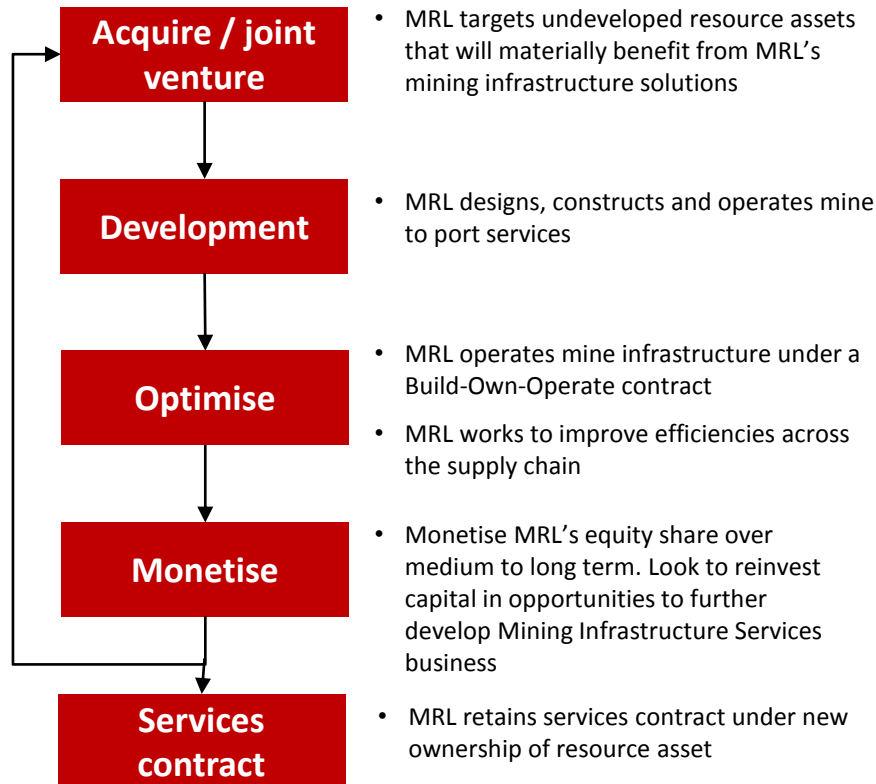 Acquire / joint
venture
• MRL targets undeveloped resource assets
that will materially benefit from MRL’s
mining infrastructure solutions
Development
• MRL designs, constructs and operates mine
to port services
Optimise
• MRL operates mine infrastructure under a
Build-Own-Operate contract
• MRL works to improve efficiencies across
the supply chain
Monetise
• Monetise MRL’s equity share over
medium to long term. Look to reinvest
capital in opportunities to further
develop Mining Infrastructure Services
business
Services
contract
• MRL retains services contract under new
ownership of resource asset